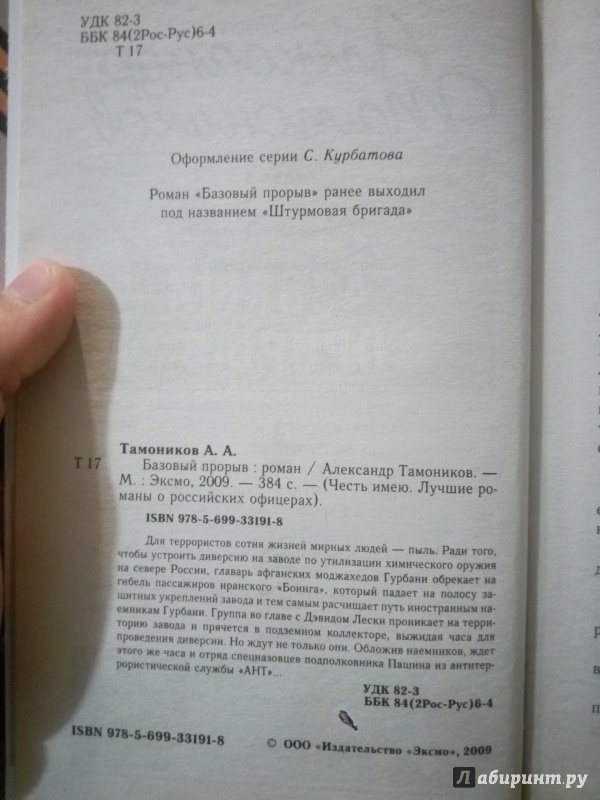 УДК 82-3
ББК 84(2Рос-Рус)6-4
Т 17
Оформление серии С. Курбатова
Роман «Базовый прорыв» ранее выходил
под названием «Штурмовая бригада»
Тамоников А. А.
Т 17 Базовый прорыв : роман / Александр Тамоников. —
М. : Эксмо, 2009. — 384 с. — (Честь имею. Лучшие ро-
маны о российских офицерах).
ISBN 978-5-699-33191-8
Для террористов сотня жизней мирных людей — пыль. Ради того,
чтобы устроить диверсию на заводе по утилизации химического оружия
на севере России, главарь афганских моджахедов Гурбани обрекает на
гибель пассажиров иранского «Боинга», который падает на полосу за-
щитных укреплений завода и тем самым расчищает путь иностранным на-
емникам Гурбани. Группа во главе с Дэвидом Лески проникает на терри-
торию завода и прячется в подземном коллекторе, выжидая часа для
проведения диверсии. Но ждут не только они. Обложив наемников, ждет
этого же часа и отряд спецназовцев подполковника Пашина из антитер-
рористической службы «АНТ»...
УДК 82-3
ББК 84(2Рос-Рус)6-4
ISBN 978-5-699-33191-8
© ООО «Издательство «Эксмо», 2009
Лабиринт.ру